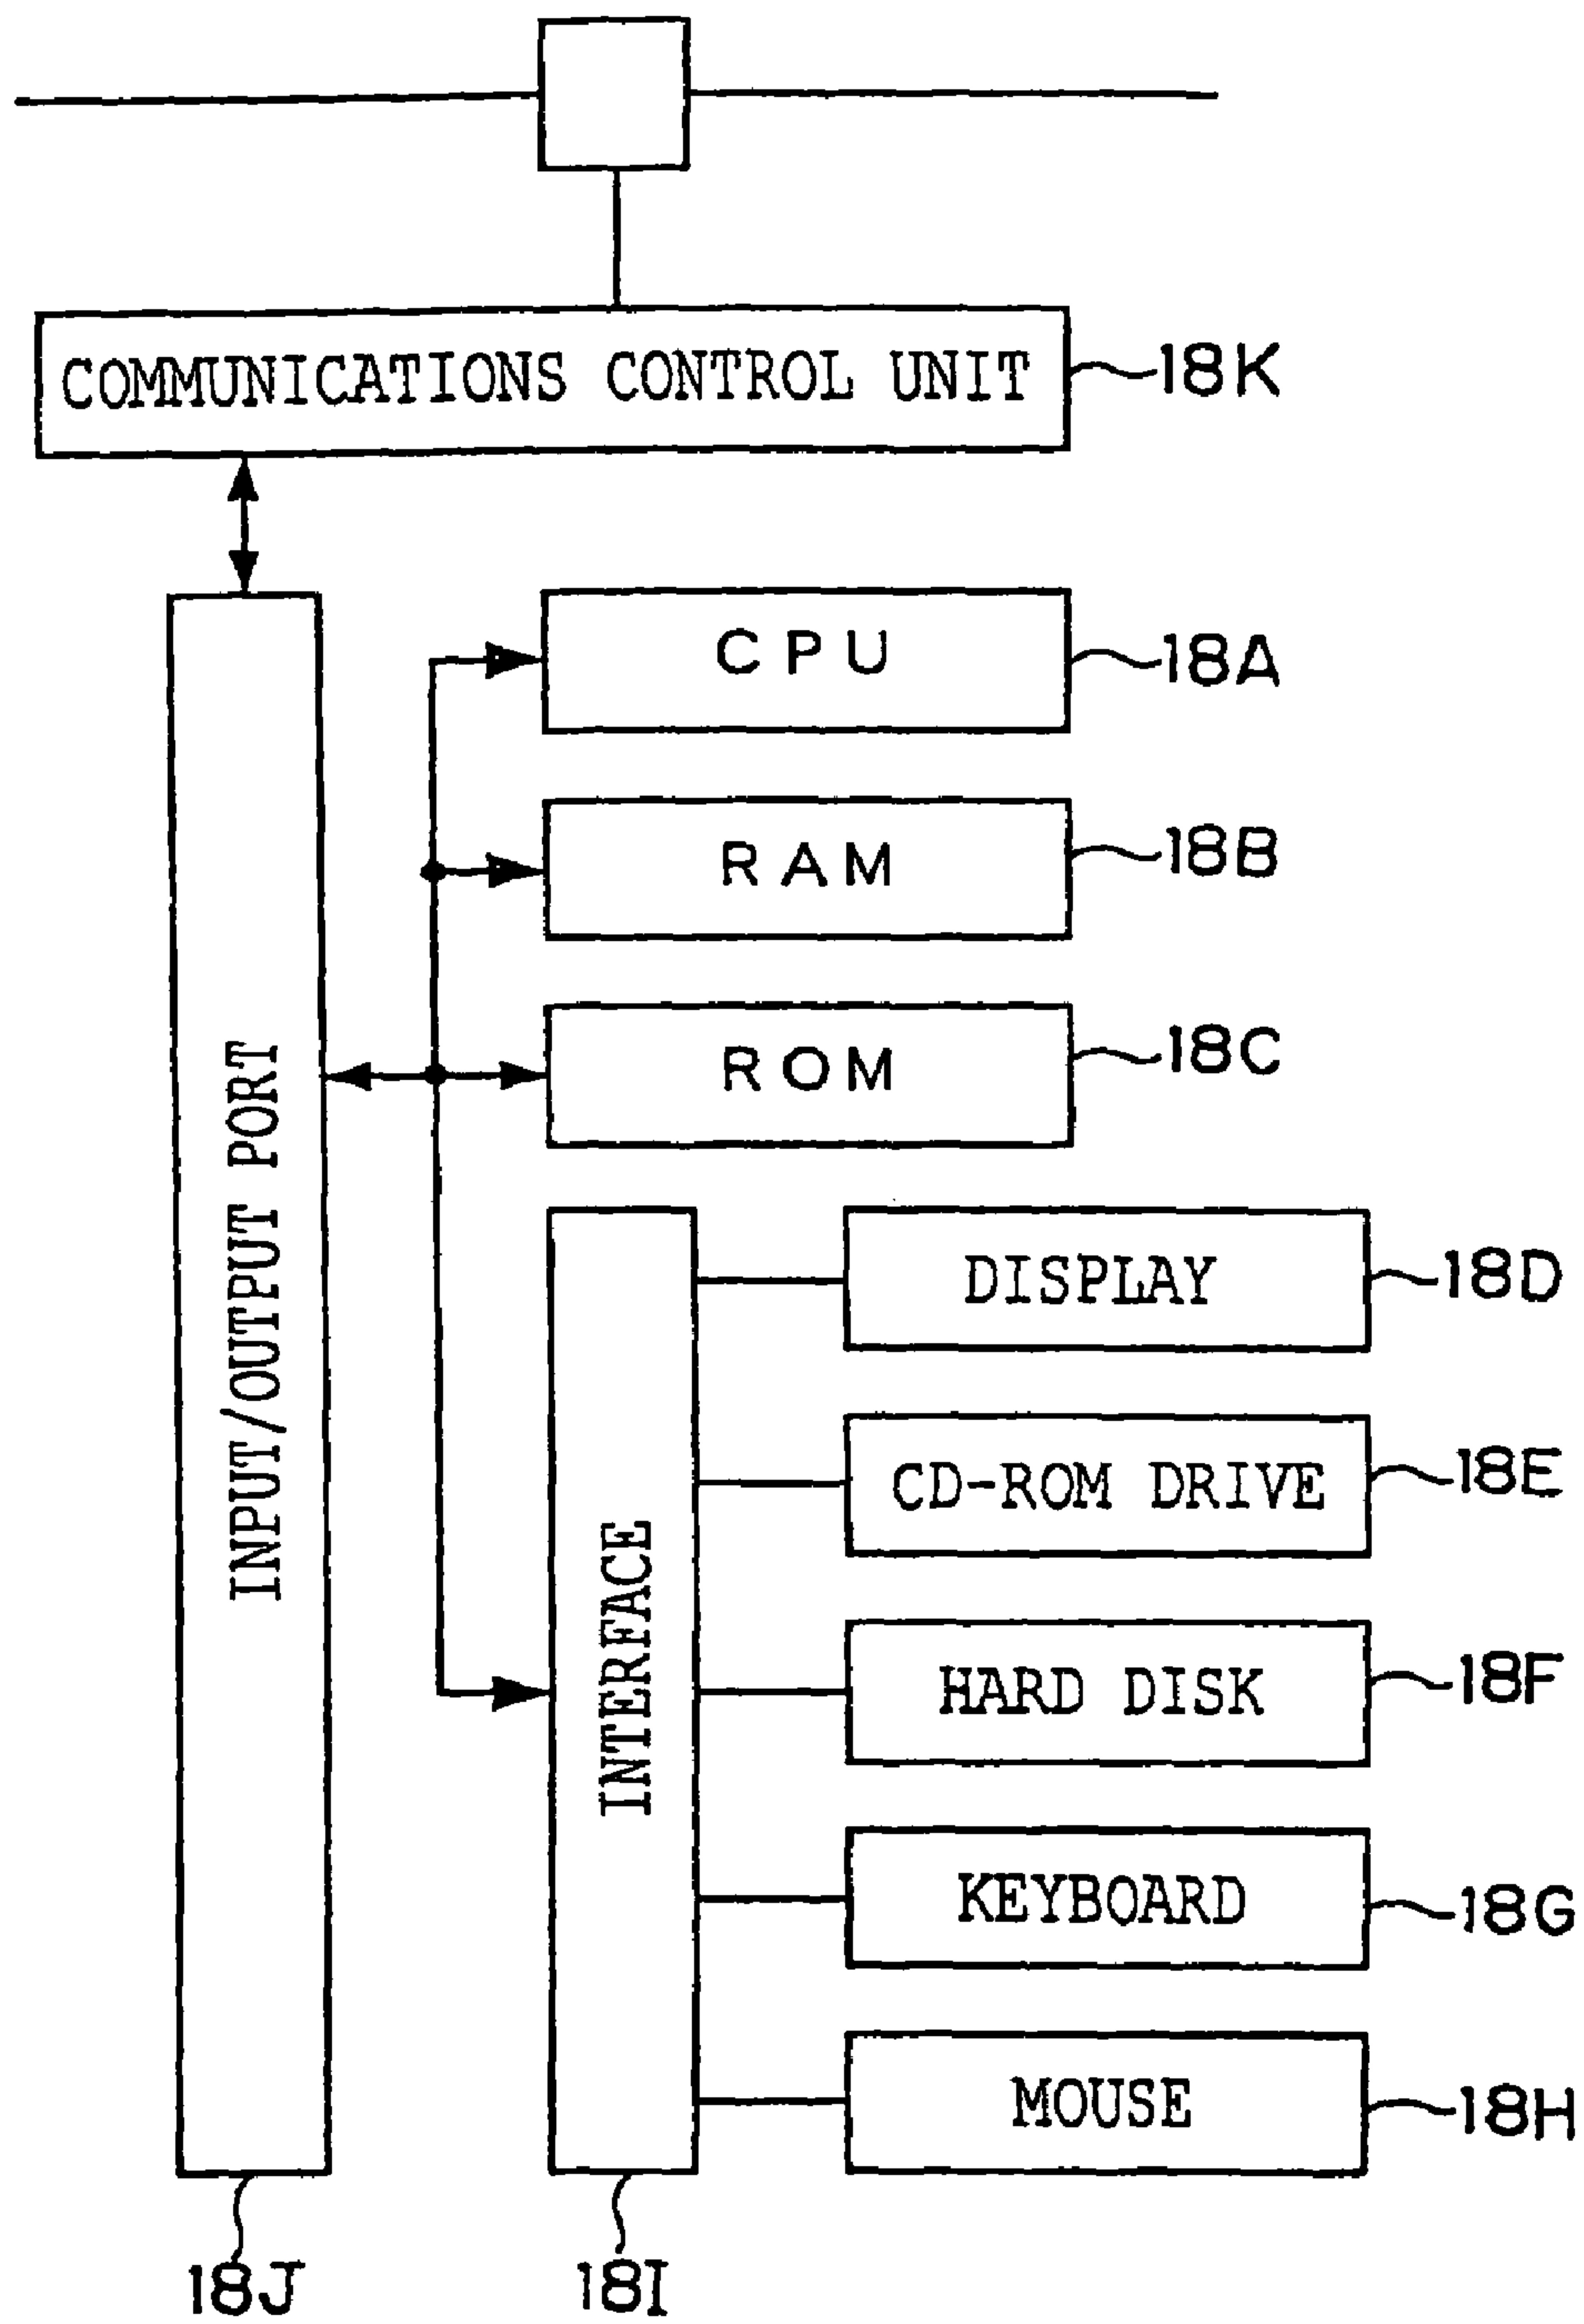 COMMUNICATIONS CONTROL UNIT
18K
CPU
18A
RAM
18B
ROM
18C
INPUT/OUTPUT PORT
18J
INTERFACE
18I
DISPLAY
18D
CD-ROM DRIVE
18E
HARD DISK
18F
KEYBOARD
18G
MOUSE
18H